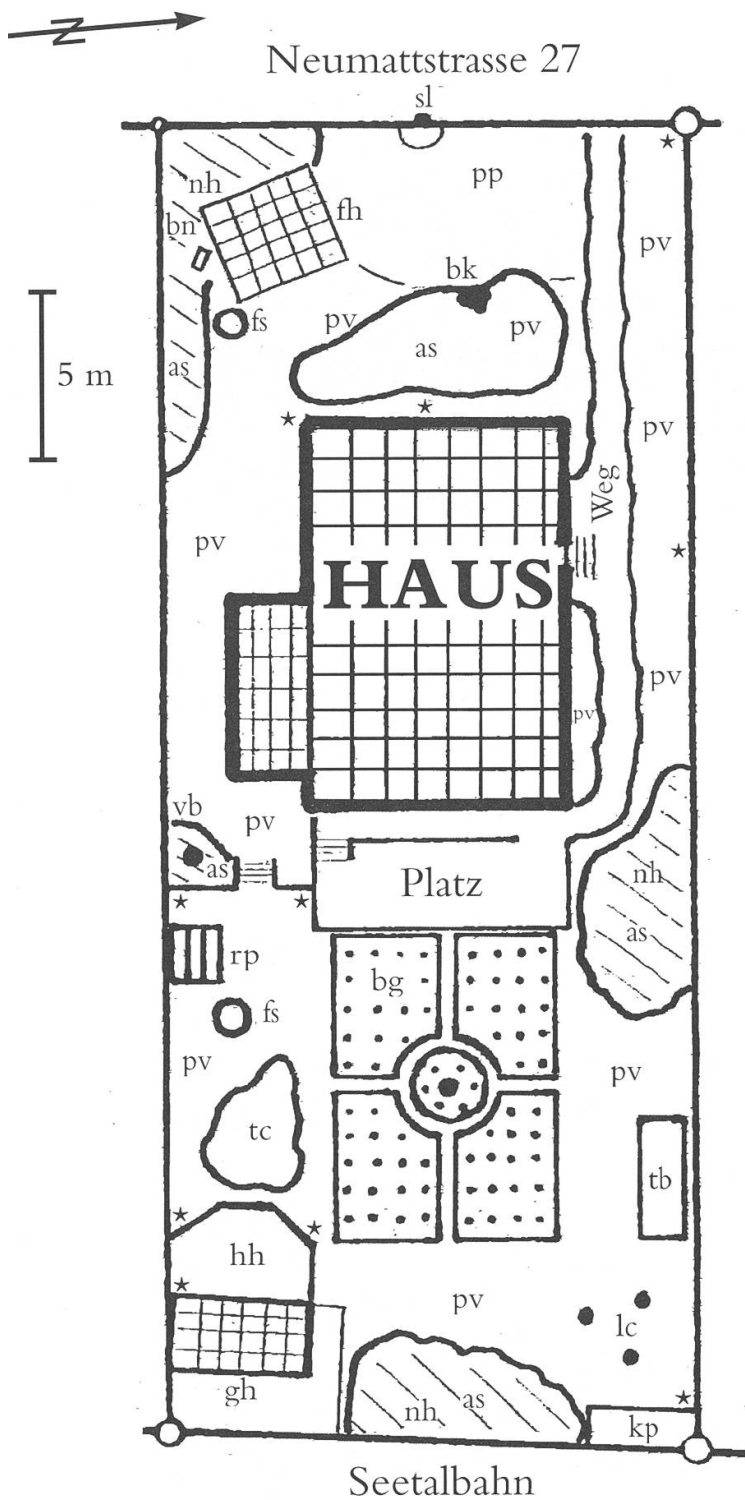 N
Neumattstrasse 27
sl
nh
pp
bn
fh
pv
bk
fs
pv
pv
as
as
5 m
pv
Weg
pv
HAUS
pv
pv
vb
pv
as
Platz
nh
as
rp
bg
fs
pv
pv
tc
tb
hh
pv
lc
gh
nh
as
kp
Seetalbahn